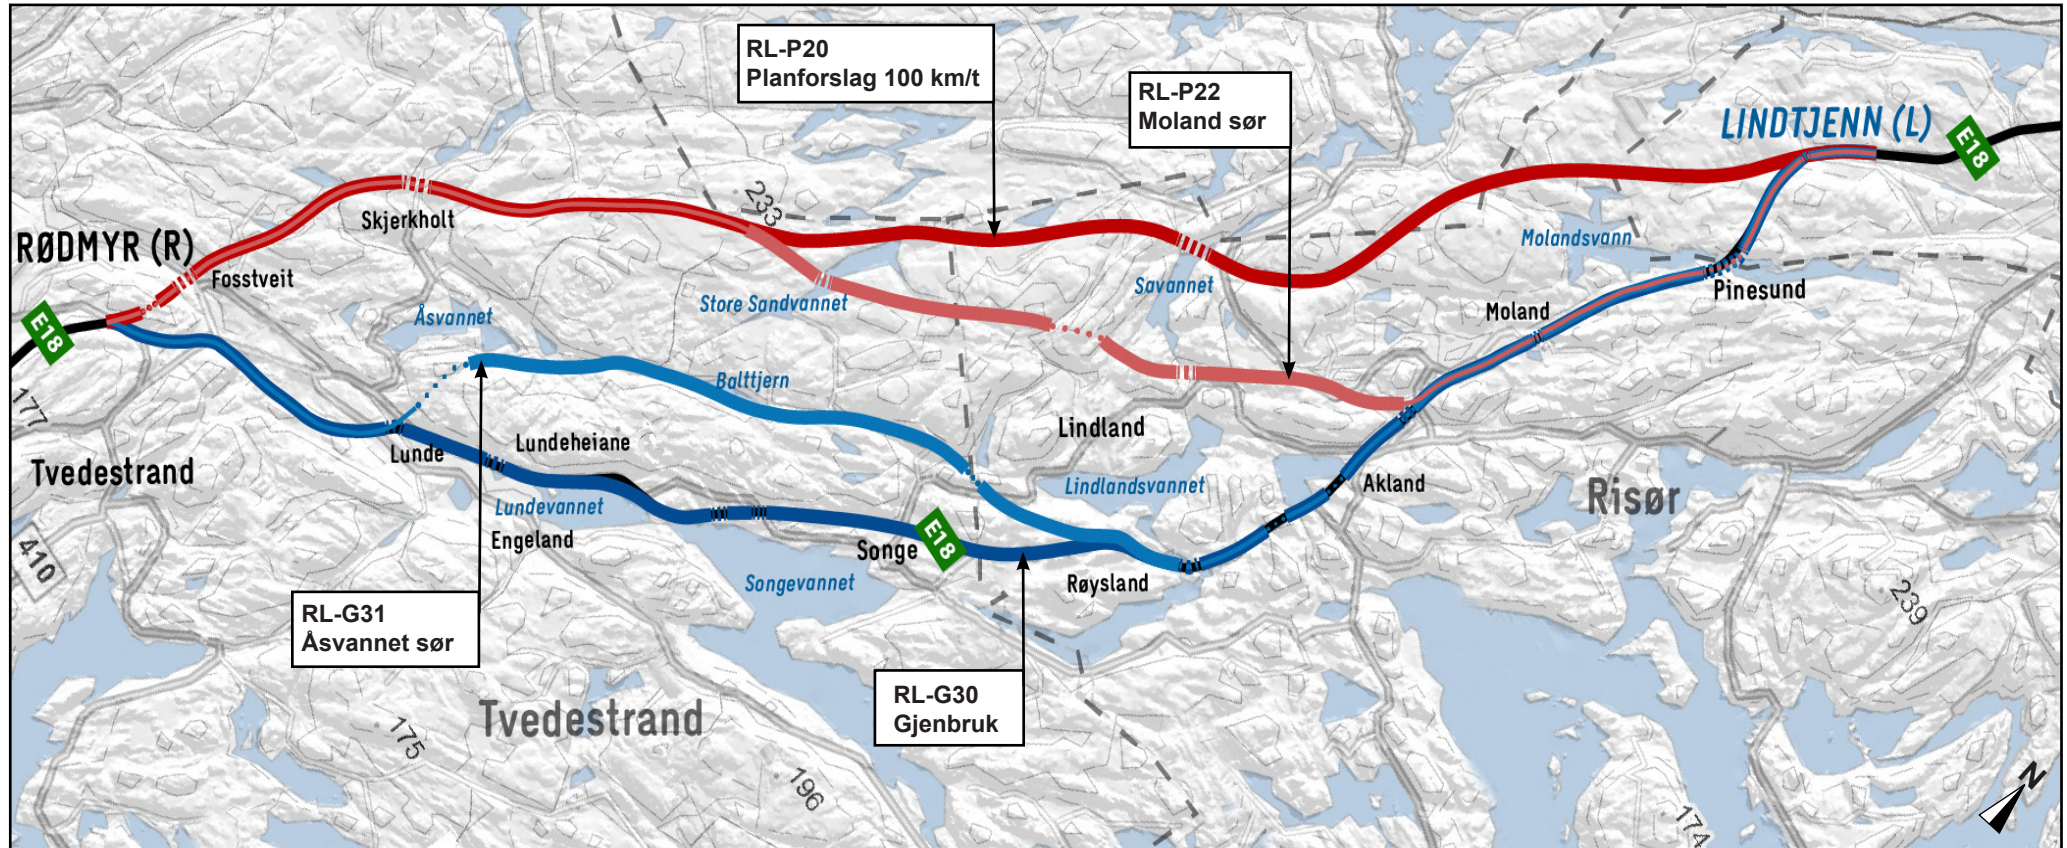 RL-P20
Planforslag 100 km/t
RL-P22
Moland sør
LINDTJENN (L)
E18
233
Skjerkholt
RØDMYR (R)
Fosstveit
Molandsvann
Savannet
Store Sandvannet
Åsvannet
Pinesund
Moland
E18
Balttjern
177
Lindland
Lundeheiane
Lunde
Tvedestrand
Akland
Lindlandsvannet
Risør
Lundevannet
Engeland
E18
Songe
410
Songevannet
Røysland
239
RL-G31
Åsvannet sør
RL-G30
Gjenbruk
Tvedestrand
175
196
N
174